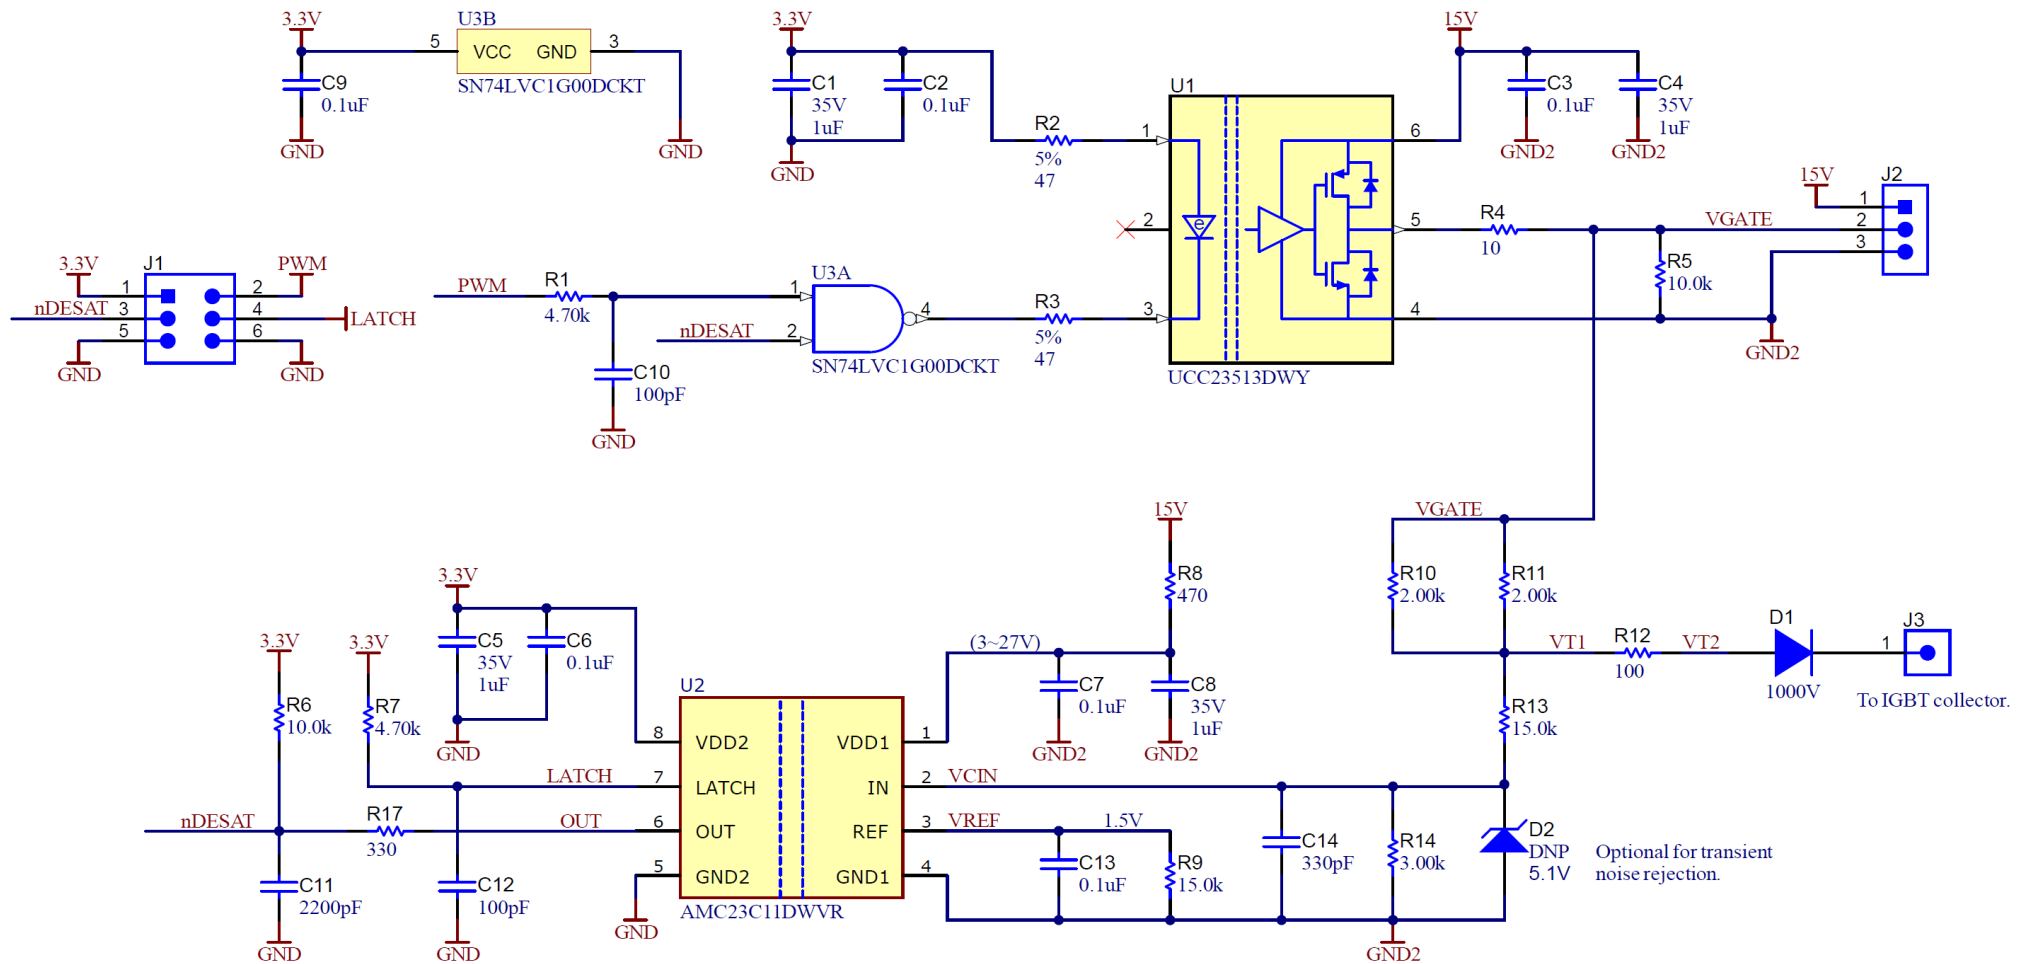 3.3V
U3B
5
VCC
GND
3
SN74LVC1G00DCKT
C9
0.1uF
GND
GND
3.3V
C1
35V
1uF
C2
0.1uF
GND
R2
5%
47
U1
1
2
3
6
5
4
e
UCC23513DWY
15V
C3
0.1uF
GND2
C4
35V
1uF
GND2
R4
10
R5
10.0k
VGATE
15V
J2
1
2
3
GND2
3.3V
J1
PWM
1
2
nDESAT
3
4
LATCH
5
6
GND
GND
PWM
R1
4.70k
C10
100pF
GND
nDESAT
U3A
1
2
4
SN74LVC1G00DCKT
R3
5%
47
VGATE
R10
2.00k
R11
2.00k
VT1
R12
100
VT2
D1
1000V
1
J3
To IGBT collector.
R13
15.0k
15V
R8
470
(3~27V)
C7
0.1uF
GND2
C8
35V
1uF
GND2
3.3V
C5
35V
1uF
C6
0.1uF
GND
3.3V
R6
10.0k
3.3V
R7
4.70k
U2
8
VDD2
VDD1
1
LATCH
7
LATCH
IN
2
VCIN
nDESAT
R17
330
OUT
6
OUT
REF
3
VREF
1.5V
5
GND2
GND1
4
AMC23C11DWVR
GND
C11
2200pF
GND
C12
100pF
GND
C13
0.1uF
R9
15.0k
C14
330pF
R14
3.00k
GND2
D2
DNP
5.1V
Optional for transient
noise rejection.